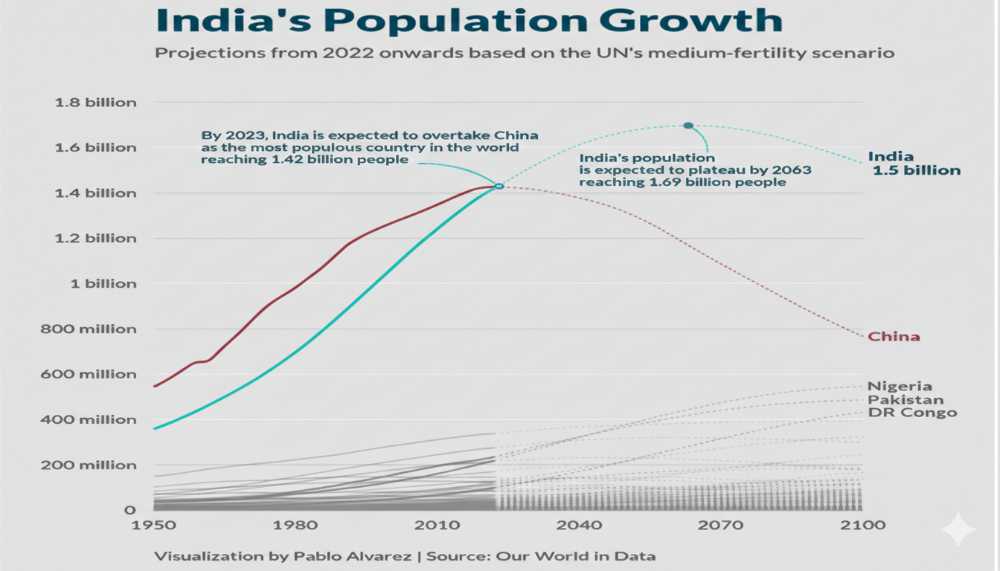 India's Population Growth
Projections from 2022 onwards based on the UN's medium-fertility scenario
1.8 billion
1.6 billion
1.4 billion
1.2 billion
1 billion
800 million
600 million
400 million
200 million
0
By 2023, India is expected to overtake China
as the most populous country in the world
reaching 1.42 billion people
India's population
is expected to plateau by 2063
reaching 1.69 billion people
India
1.5 billion
China
Nigeria
Pakistan
DR Congo
1950
1980
2010
2040
2070
2100
Visualization by Pablo Alvarez | Source: Our World in Data